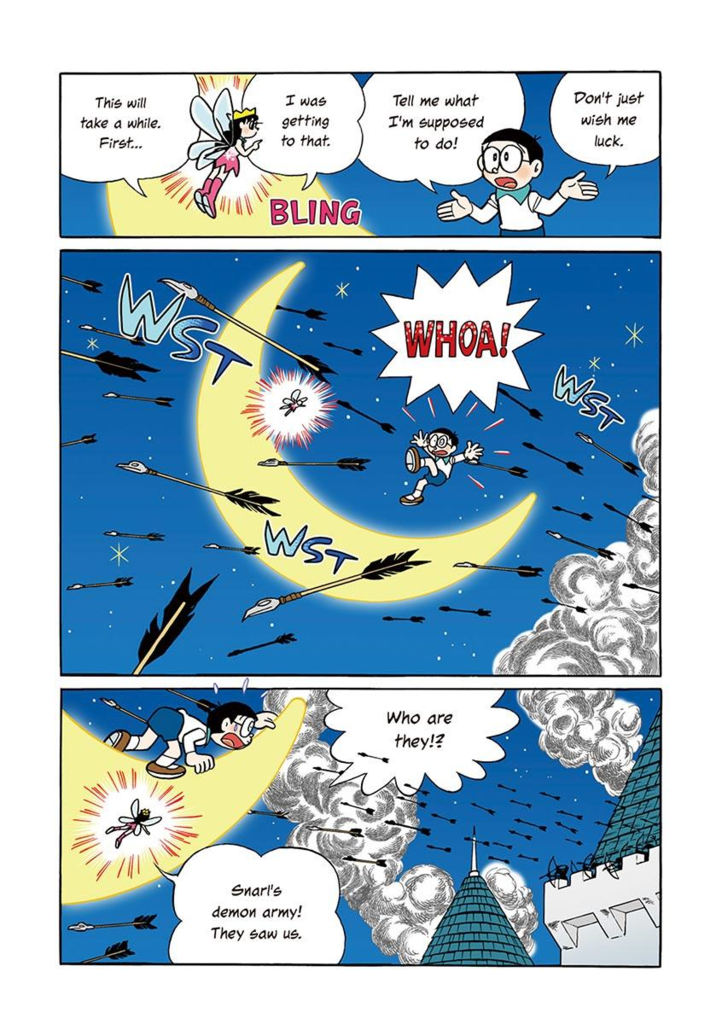 Don't just
wish me
luck.
Tell me what
I'm supposed
to do!
I was
getting
to that.
This will
take a while.
First...
BLING
WHOA!
WST
WST
WST
Who are
they!?
Snarl's
demon army!
They saw us.